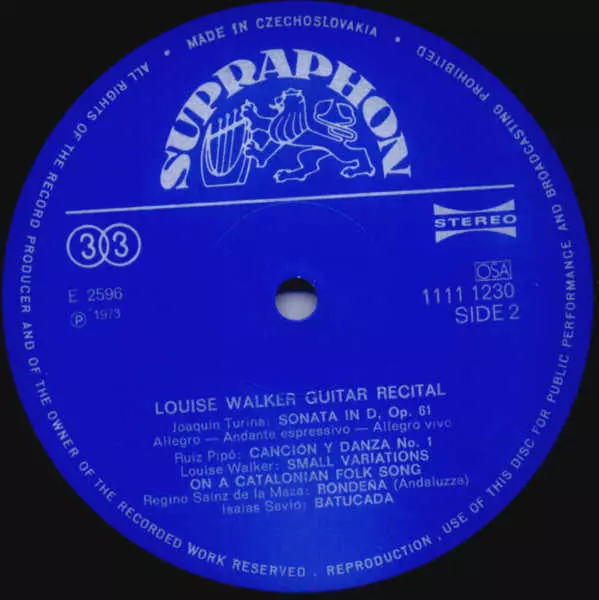 ALL RIGHTS OF THE RECORD PRODUCER AND OF THE OWNER OF THE RECORDED WORK RESERVED . REPRODUCTION , USE OF THIS DISC FOR PUBLIC PERFORMANCE AND BROADCASTING PROHIBITED
• MADE IN CZECHOSLOVAKIA •
SUPRAPHON
33
STEREO
E 2596
℗ 1973
OSA
1111 1230
SIDE 2
LOUISE WALKER GUITAR RECITAL
Joaquin Turina: SONATA IN D, Op. 61
Allegro — Andante espressivo — Allegro vivo
Ruiz Pipó: CANCIÓN Y DANZA No. 1
Louise Walker: SMALL VARIATIONS
ON A CATALONIAN FOLK SONG
Regino Sainz de la Maza: RONDEÑA (Andaluzza)
Isaias Savio: BATUCADA